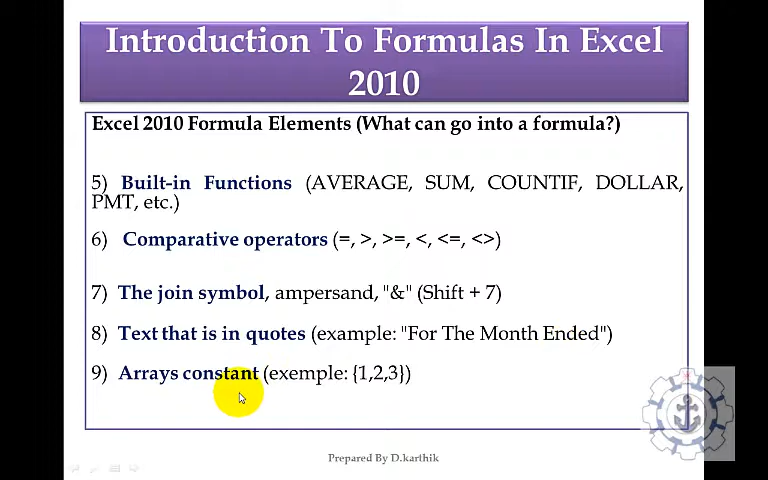 Introduction To Formulas In Excel
2010
Excel 2010 Formula Elements (What can go into a formula?)
5) Built-in Functions (AVERAGE, SUM, COUNTIF, DOLLAR,
PMT, etc.)
6) Comparative operators (=, >, >=, <, <=, <>)
7) The join symbol, ampersand, "&" (Shift + 7)
8) Text that is in quotes (example: "For The Month Ended")
9) Arrays constant (exemple: {1,2,3})
Prepared By D.karthik